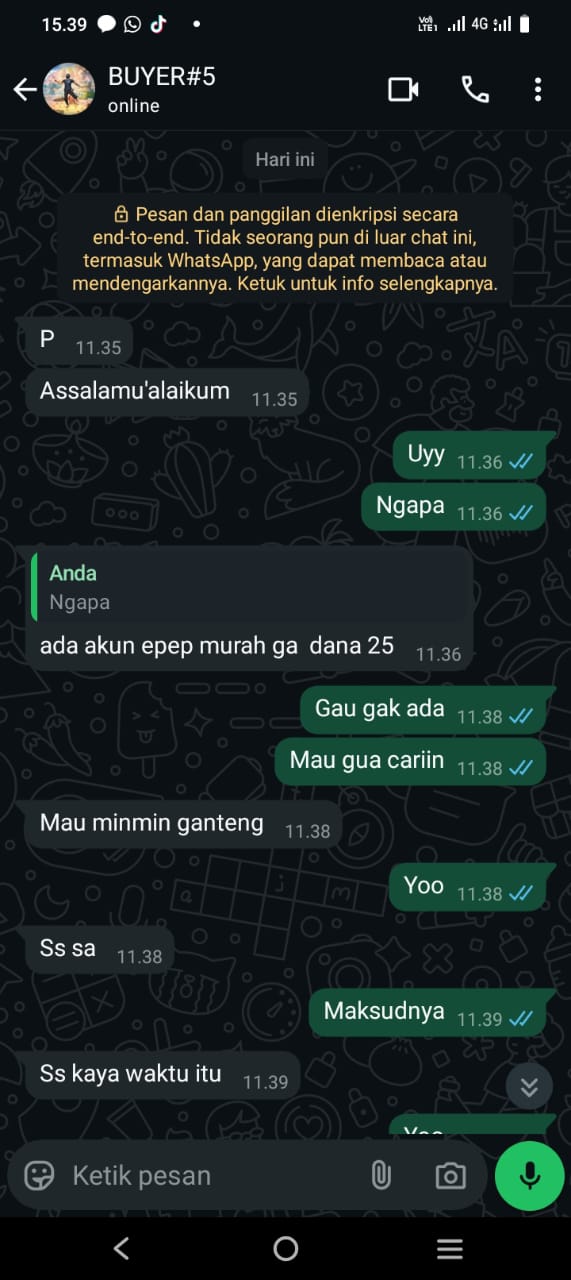 15.39
Vo)) LTE1
4G
BUYER#5
online
Hari ini
Pesan dan panggilan dienkripsi secara
end-to-end. Tidak seorang pun di luar chat ini,
termasuk WhatsApp, yang dapat membaca atau
mendengarkannya. Ketuk untuk info selengkapnya.
P 11.35
Assalamu'alaikum 11.35
Uyy 11.36
Ngapa 11.36
Anda
Ngapa
ada akun epep murah ga dana 25 11.36
Gau gak ada 11.38
Mau gua cariin 11.38
Mau minmin ganteng 11.38
Yoo 11.38
Ss sa 11.38
Maksudnya 11.39
Ss kaya waktu itu 11.39
Ketik pesan